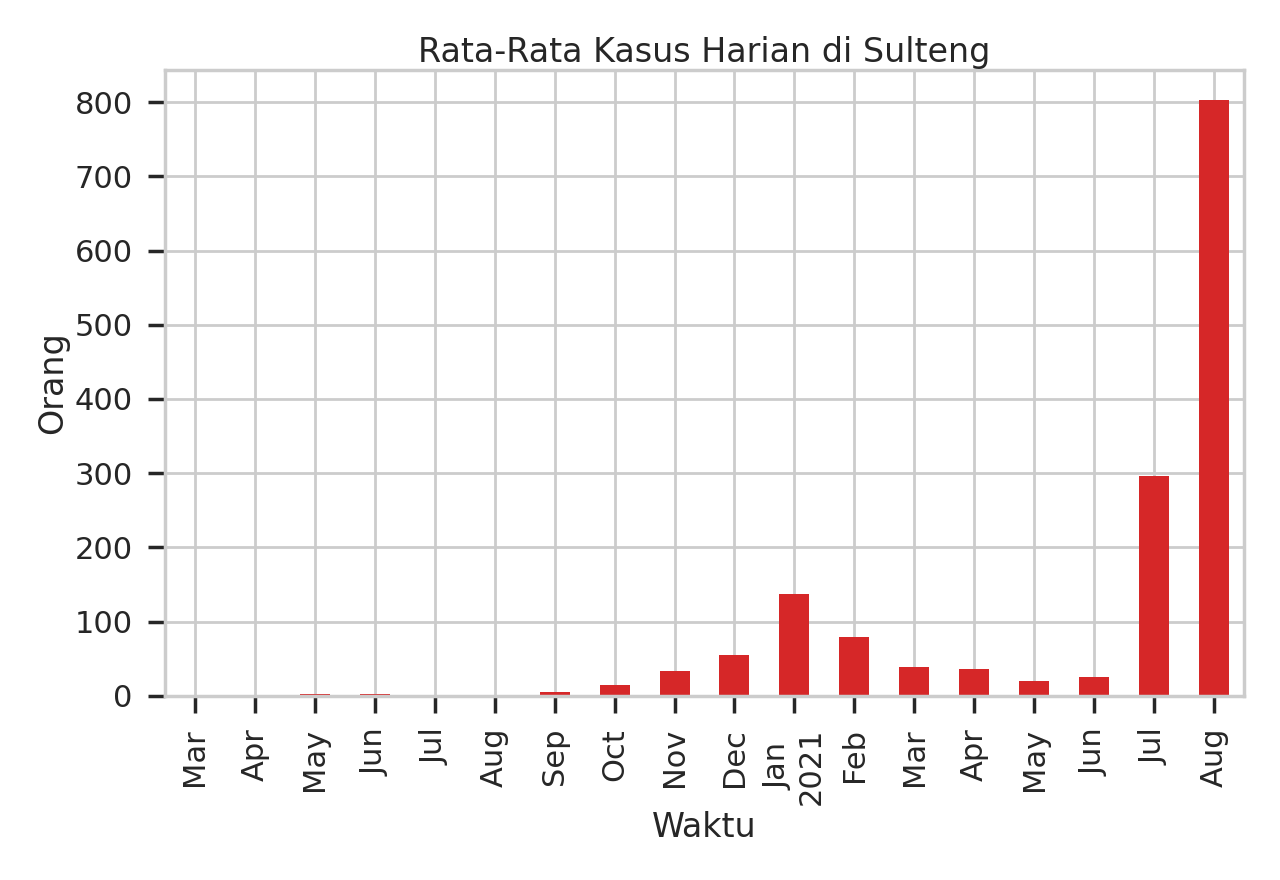 Rata-Rata Kasus Harian di Sulteng
800
700
600
500
400
300
200
100
0
Orang
Mar
Apr
May
Jun
Jul
Aug
Sep
Oct
Nov
Dec
Jan
2021
Feb
Mar
Apr
May
Jun
Jul
Aug
Waktu